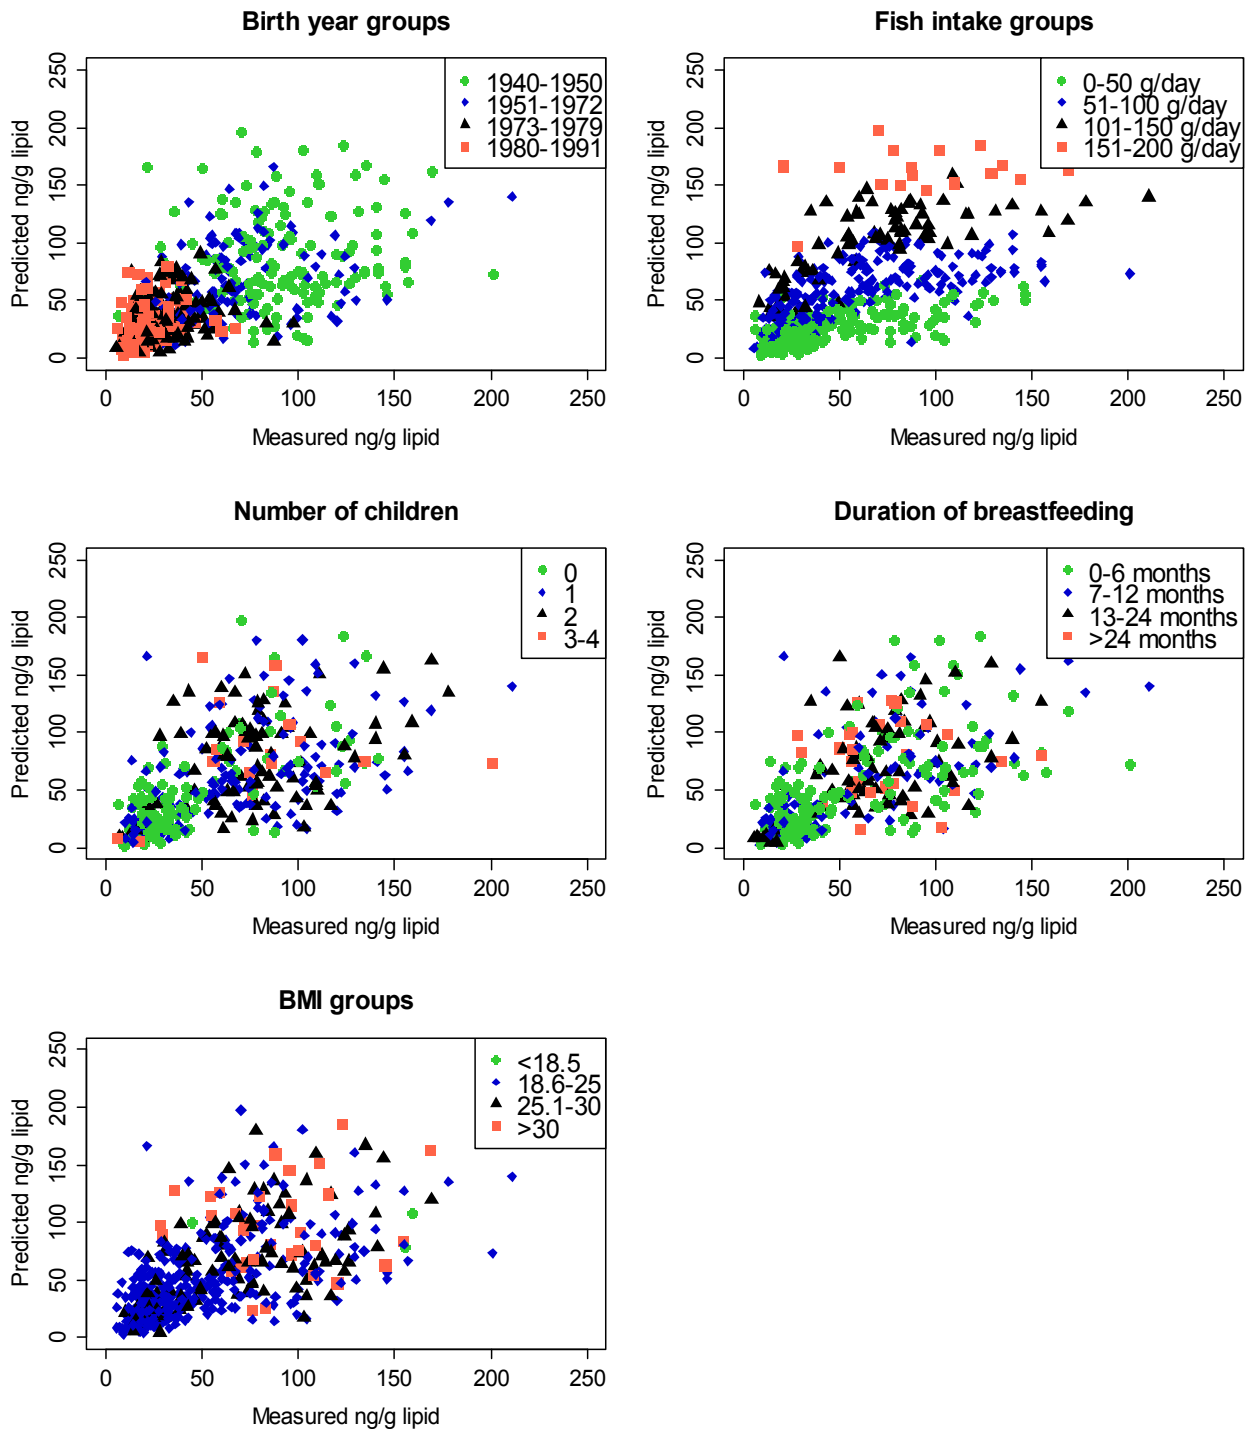 Birth year groups
250
200
150
100
50
0
Predicted ng/g lipid
1940-1950
1951-1972
1973-1979
1980-1991
0 50 100 150 200 250
Measured ng/g lipid
Fish intake groups
250
200
150
100
50
0
Predicted ng/g lipid
0-50 g/day
51-100 g/day
101-150 g/day
151-200 g/day
0 50 100 150 200 250
Measured ng/g lipid
Number of children
250
200
150
100
50
0
Predicted ng/g lipid
0
1
2
3-4
0 50 100 150 200 250
Measured ng/g lipid
Duration of breastfeeding
250
200
150
100
50
0
Predicted ng/g lipid
0-6 months
7-12 months
13-24 months
>24 months
0 50 100 150 200 250
Measured ng/g lipid
BMI groups
250
200
150
100
50
0
Predicted ng/g lipid
<18.5
18.6-25
25.1-30
>30
0 50 100 150 200 250
Measured ng/g lipid